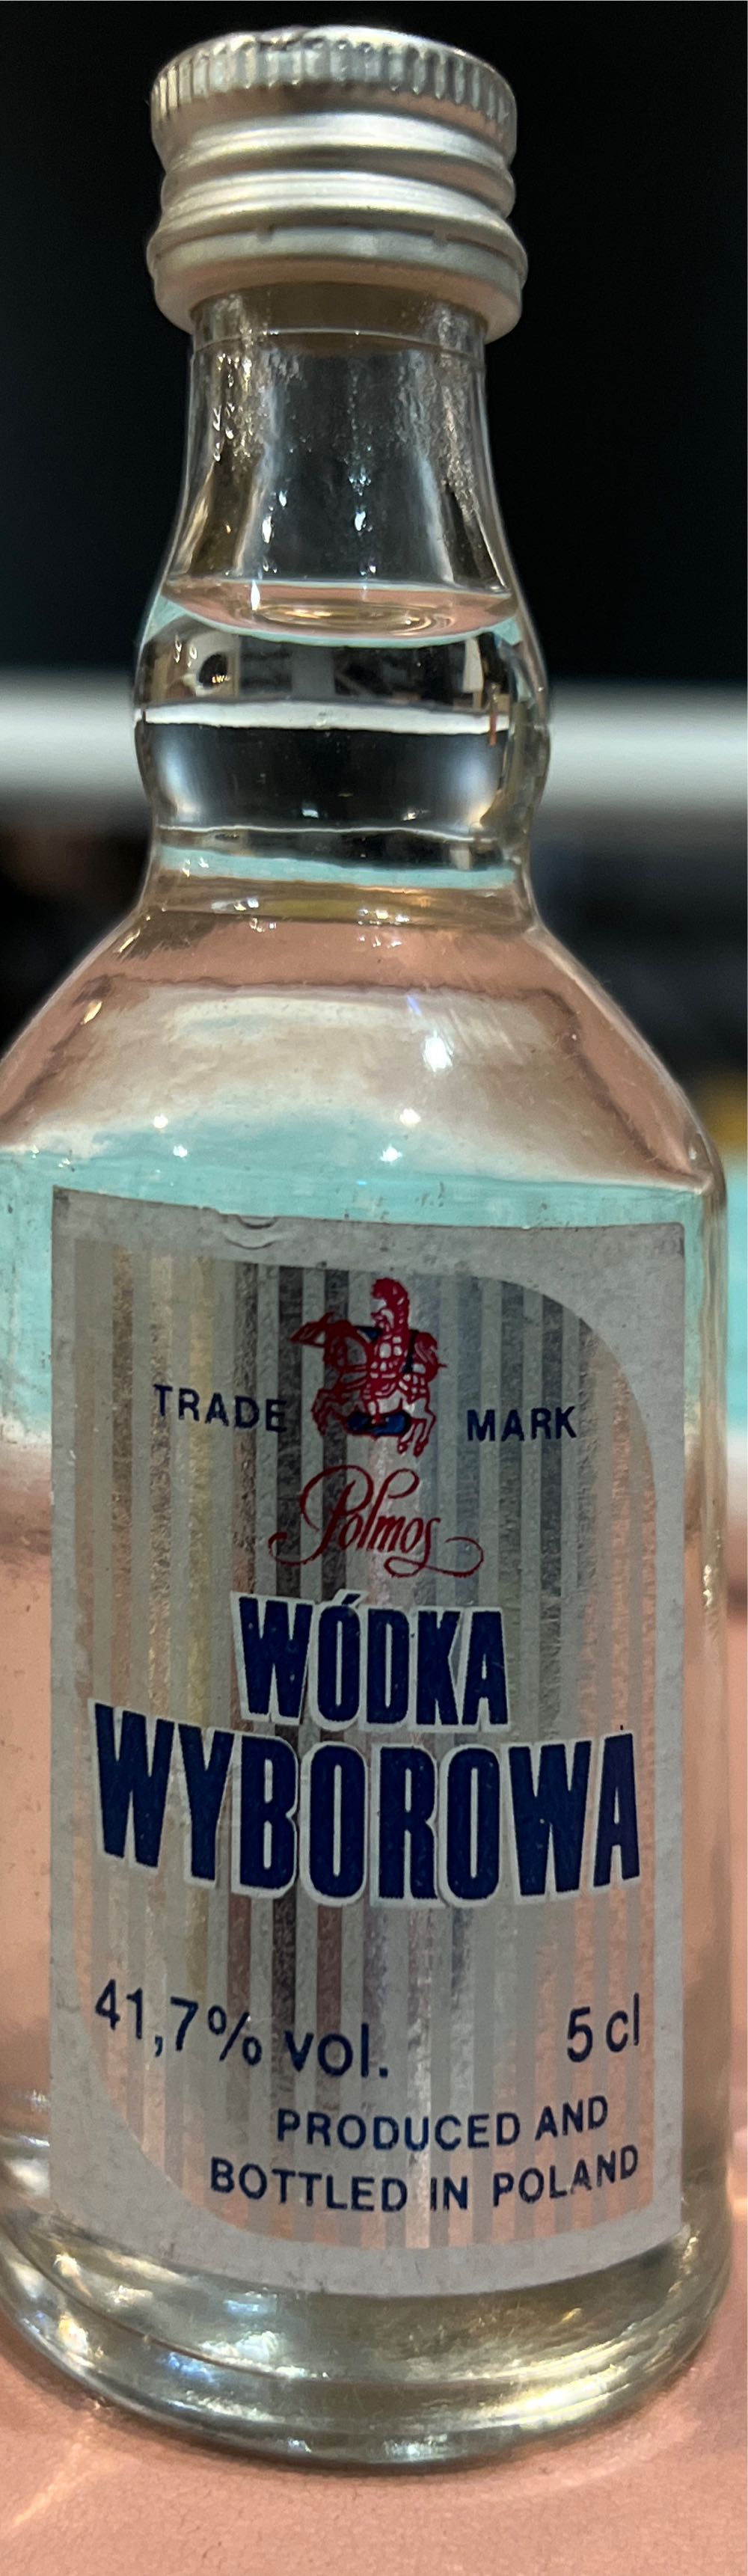 TRADE MARK
Polmos
WÓDKA
WYBOROWA
41,7% vol. 5 cl
PRODUCED AND
BOTTLED IN POLAND